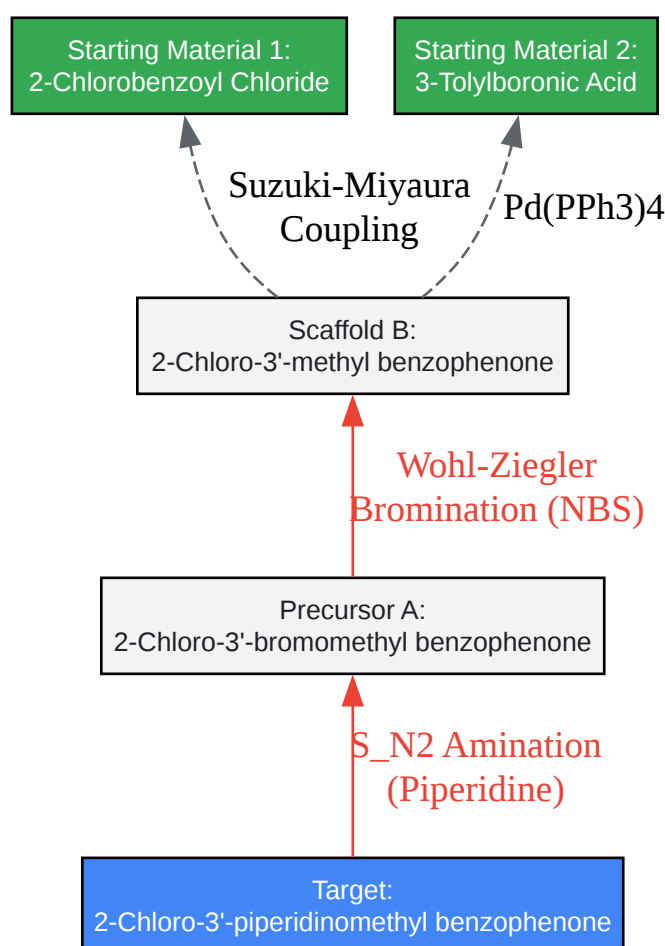 Starting Material 1:
2-Chlorobenzoyl Chloride
Starting Material 2:
3-Tolylboronic Acid
Suzuki-Miyaura
Coupling
Pd(PPh3)4
Scaffold B:
2-Chloro-3'-methyl benzophenone
Wohl-Ziegler
Bromination (NBS)
Precursor A:
2-Chloro-3'-bromomethyl benzophenone
S_N2 Amination
(Piperidine)
Target:
2-Chloro-3'-piperidinomethyl benzophenone